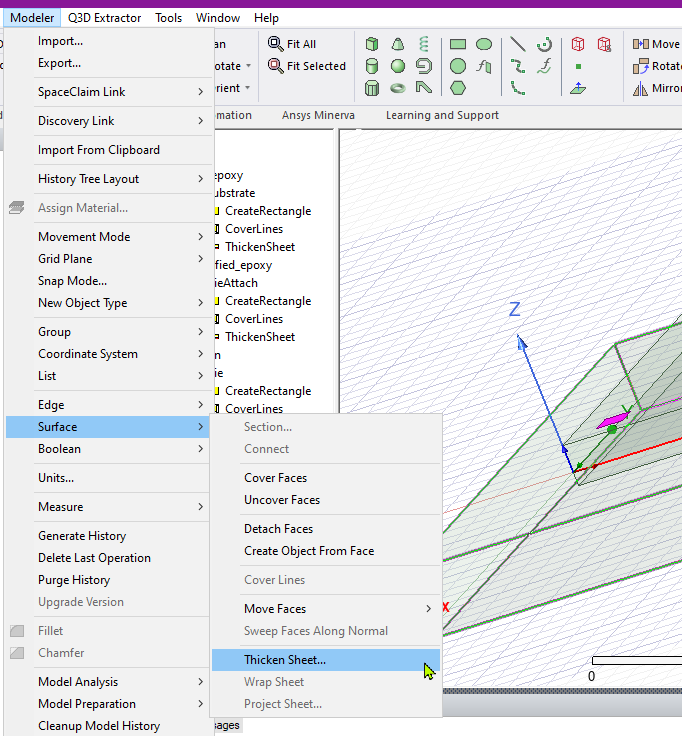 Modeler Q3D Extractor Tools Window Help
Import...
Export...
SpaceClaim Link
Discovery Link
Import From Clipboard
History Tree Layout
Assign Material...
Movement Mode
Grid Plane
Snap Mode...
New Object Type
Group
Coordinate System
List
Edge
Surface
Boolean
Units...
Measure
Generate History
Delete Last Operation
Purge History
Upgrade Version
Fillet
Chamfer
Model Analysis
Model Preparation
Cleanup Model History
Section...
Connect
Cover Faces
Uncover Faces
Detach Faces
Create Object From Face
Cover Lines
Move Faces
Sweep Faces Along Normal
Thicken Sheet...
Wrap Sheet
Project Sheet...
an
otate
rient
Fit All
Fit Selected
Move
Rotate
Mirror
mation Ansys Minerva Learning and Support
epoxy
ubstrate
CreateRectangle
CoverLines
ThickenSheet
fied_epoxy
ieAttach
CreateRectangle
CoverLines
ThickenSheet
n
ie
CreateRectangle
CoverLines
sages
Z
Y
X
0